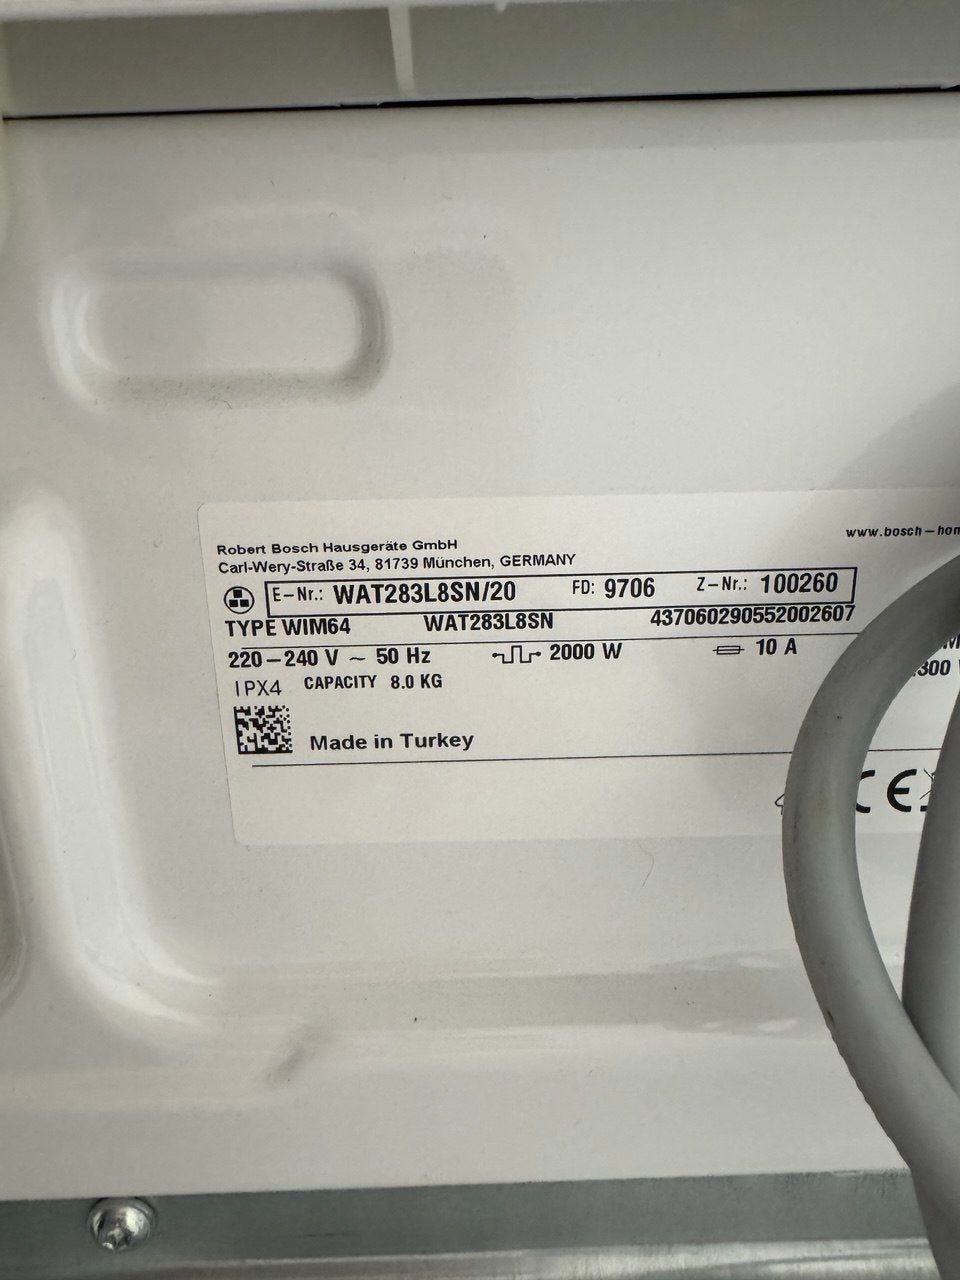 www.bosch-hom
Robert Bosch Hausgeräte GmbH
Carl-Wery-Straße 34, 81739 München, GERMANY
E-Nr.: WAT283L8SN/20 FD: 9706 Z-Nr.: 100260
TYPE WIM64 WAT283L8SN 437060290552002607
220-240 V ~ 50 Hz 2000 W 10 A
300
IPX4 CAPACITY 8.0 KG
Made in Turkey
CE